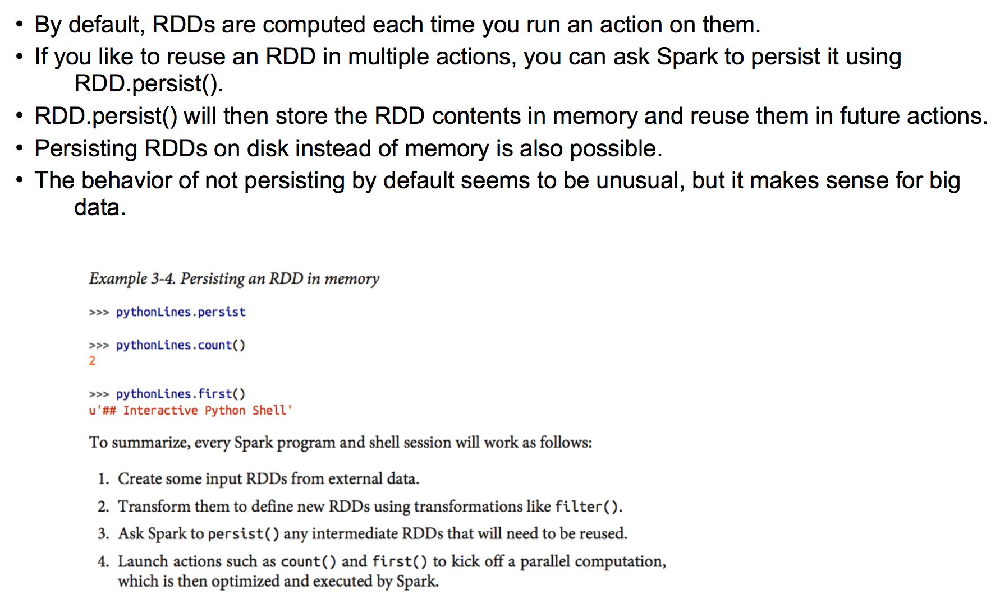 • By default, RDDs are computed each time you run an action on them.
• If you like to reuse an RDD in multiple actions, you can ask Spark to persist it using
RDD.persist().
• RDD.persist() will then store the RDD contents in memory and reuse them in future actions.
• Persisting RDDs on disk instead of memory is also possible.
• The behavior of not persisting by default seems to be unusual, but it makes sense for big
data.
Example 3-4. Persisting an RDD in memory
>>> pythonLines.persist
>>> pythonLines.count()
2
>>> pythonLines.first()
u'## Interactive Python Shell'
To summarize, every Spark program and shell session will work as follows:
1. Create some input RDDs from external data.
2. Transform them to define new RDDs using transformations like filter().
3. Ask Spark to persist() any intermediate RDDs that will need to be reused.
4. Launch actions such as count() and first() to kick off a parallel computation,
which is then optimized and executed by Spark.